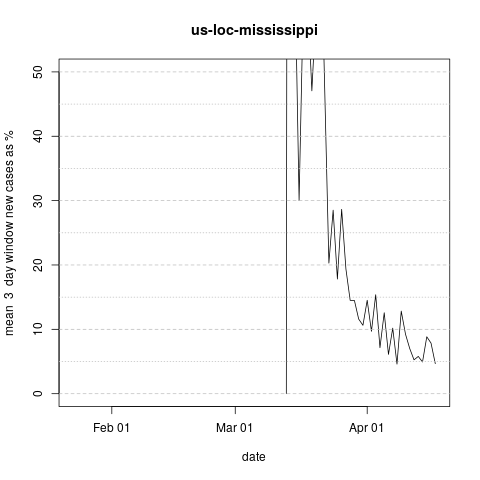 us-loc-mississippi
mean 3 day window new cases as %
50
40
30
20
10
0
Feb 01
Mar 01
Apr 01
date